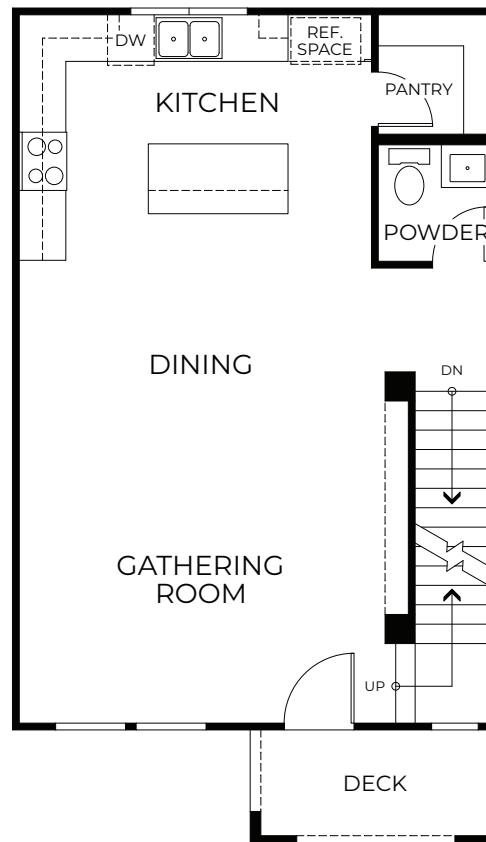 DW
REF.
SPACE
PANTRY
KITCHEN
POWDER
DINING
DN
GATHERING
ROOM
UP
DECK